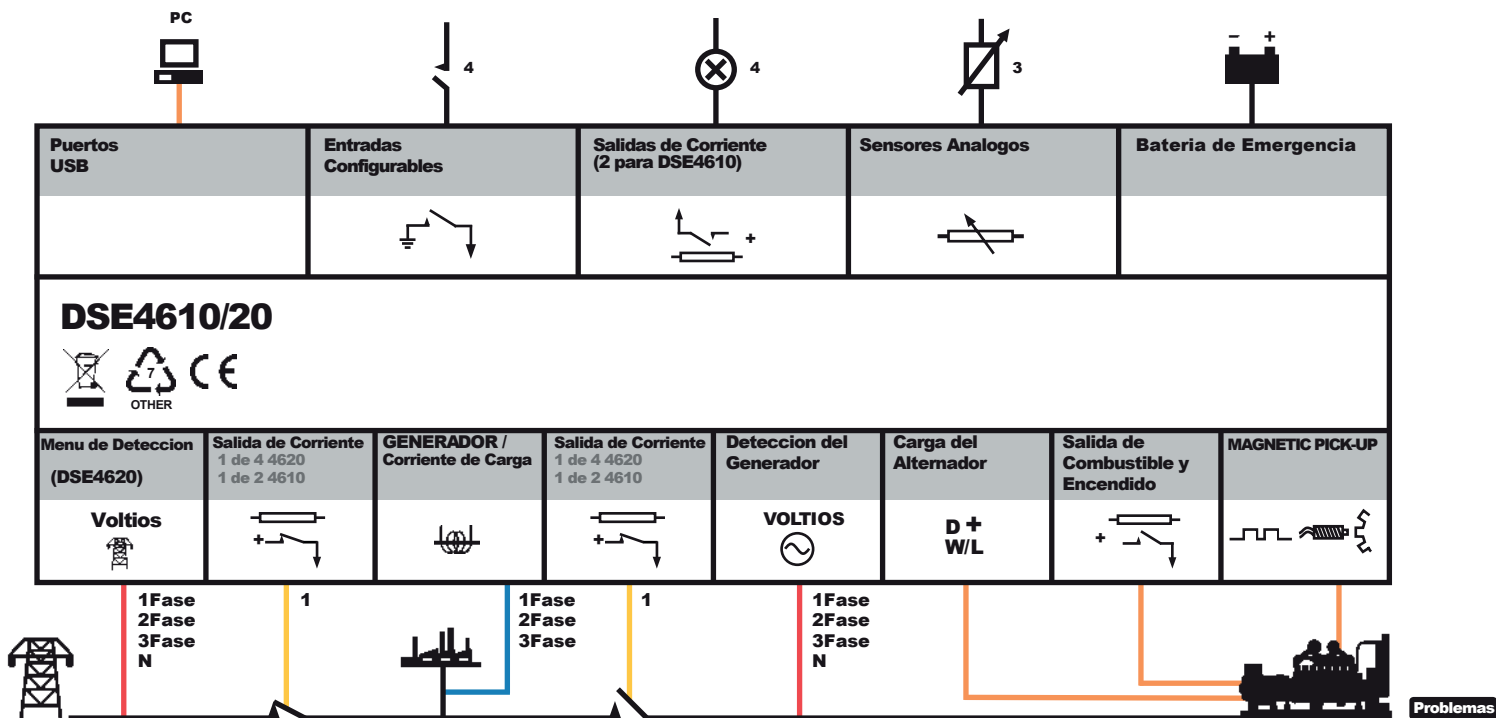 PC
4
4
3
- +
Puertos
USB
Entradas
Configurables
Salidas de Corriente
(2 para DSE4610)
Sensores Analogos
Bateria de Emergencia
+
DSE4610/20
7
OTHER
CE
Menu de Deteccion
(DSE4620)
Voltios
Salida de Corriente
1 de 4 4620
1 de 2 4610
+
GENERADOR /
Corriente de Carga
Salida de Corriente
1 de 4 4620
1 de 2 4610
+
Deteccion del
Generador
VOLTIOS
Carga del
Alternador
D +
W/L
Salida de
Combustible y
Encendido
+
MAGNETIC PICK-UP
1Fase
2Fase
3Fase
N
1
1Fase
2Fase
3Fase
1
1Fase
2Fase
3Fase
N
Problemas